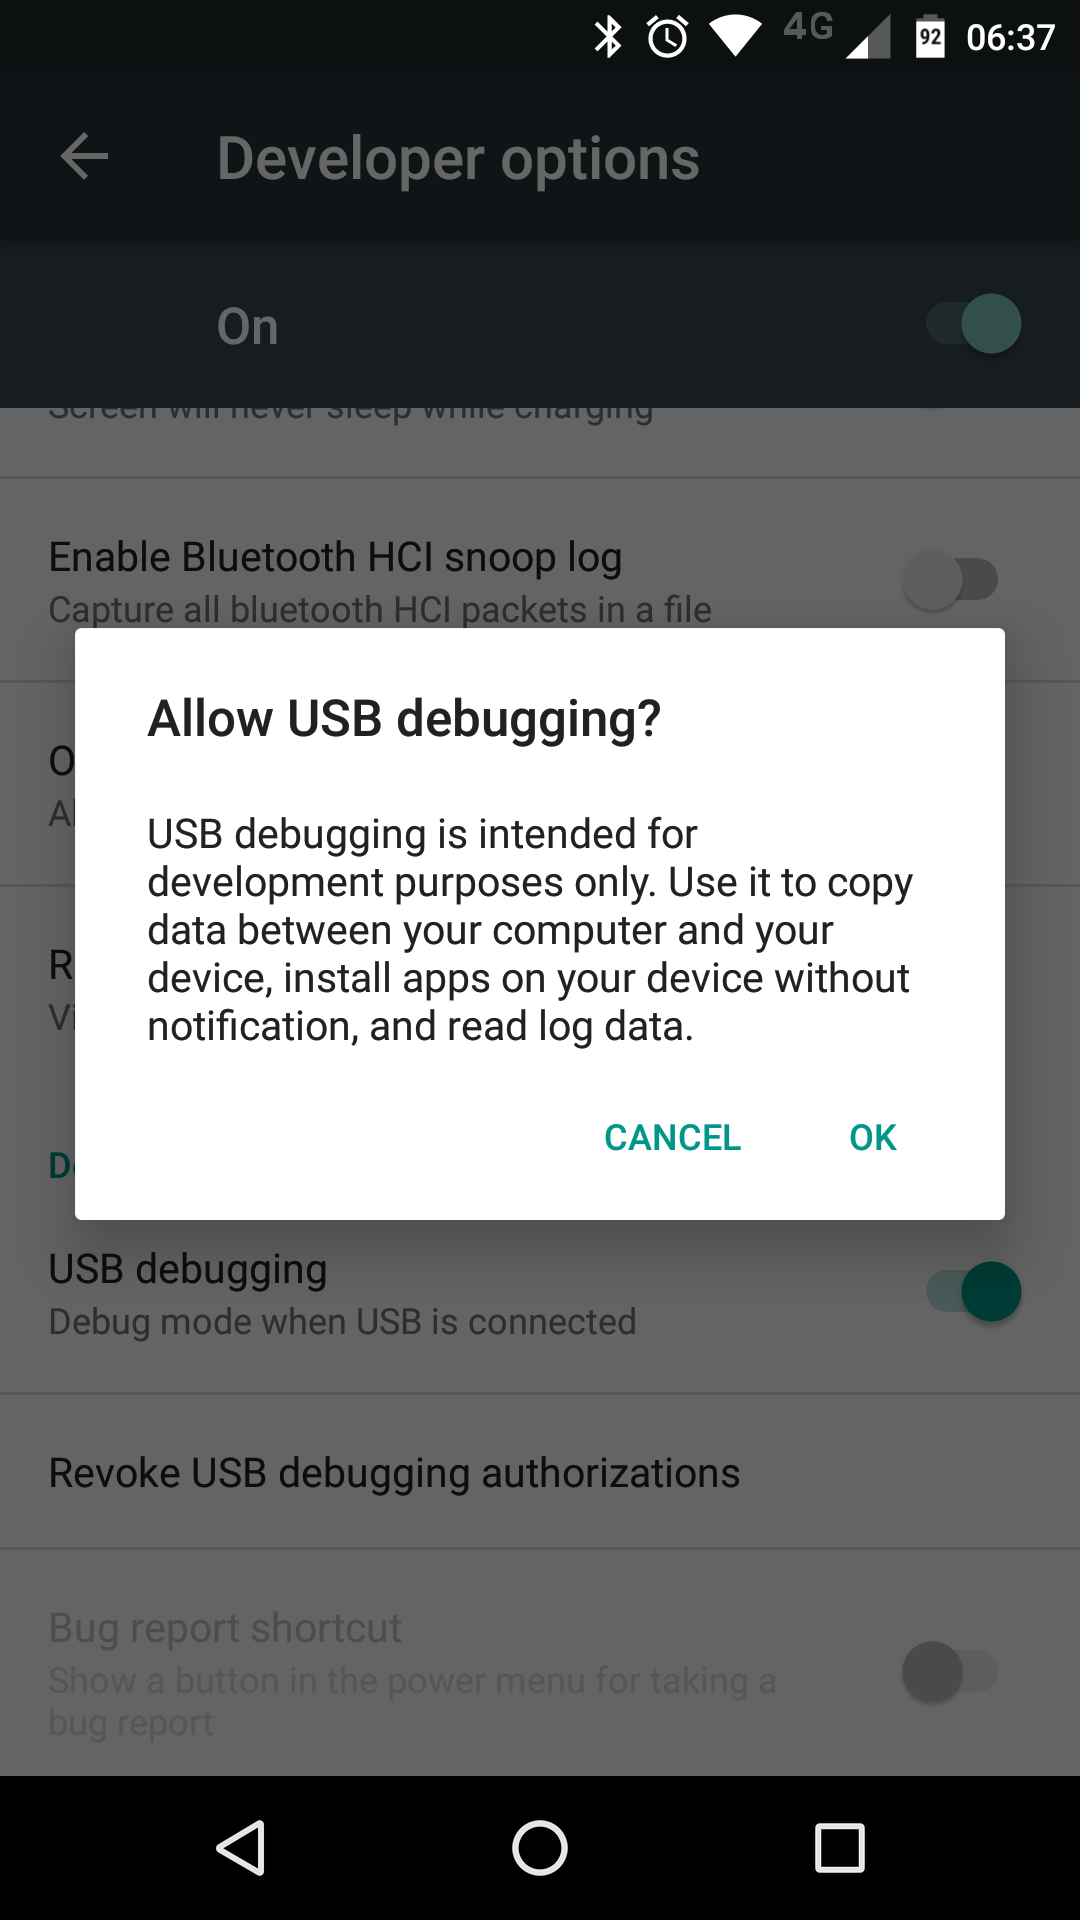 4G 92 06:37
Developer options
On
Screen will never sleep while charging
Enable Bluetooth HCI snoop log
Capture all bluetooth HCI packets in a file
Allow USB debugging?
USB debugging is intended for
development purposes only. Use it to copy
data between your computer and your
device, install apps on your device without
notification, and read log data.
CANCEL OK
USB debugging
Debug mode when USB is connected
Revoke USB debugging authorizations
Bug report shortcut
Show a button in the power menu for taking a
bug report